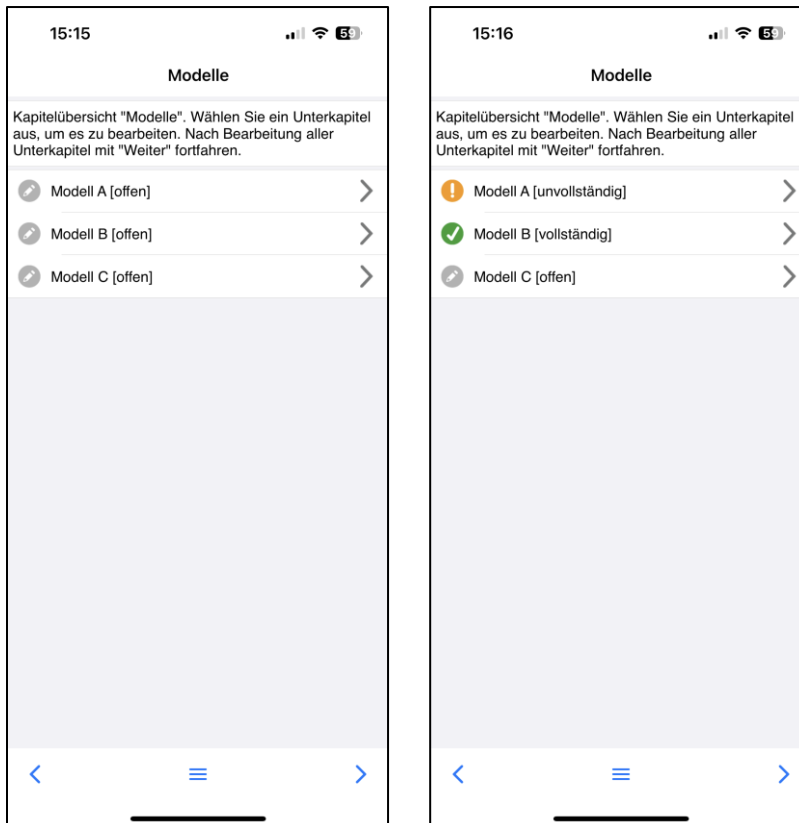 15:15
59
Modelle
Kapitelübersicht "Modelle". Wählen Sie ein Unterkapitel
aus, um es zu bearbeiten. Nach Bearbeitung aller
Unterkapitel mit "Weiter" fortfahren.
Modell A [offen]
Modell B [offen]
Modell C [offen]
15:16
59
Modelle
Kapitelübersicht "Modelle". Wählen Sie ein Unterkapitel
aus, um es zu bearbeiten. Nach Bearbeitung aller
Unterkapitel mit "Weiter" fortfahren.
Modell A [unvollständig]
Modell B [vollständig]
Modell C [offen]